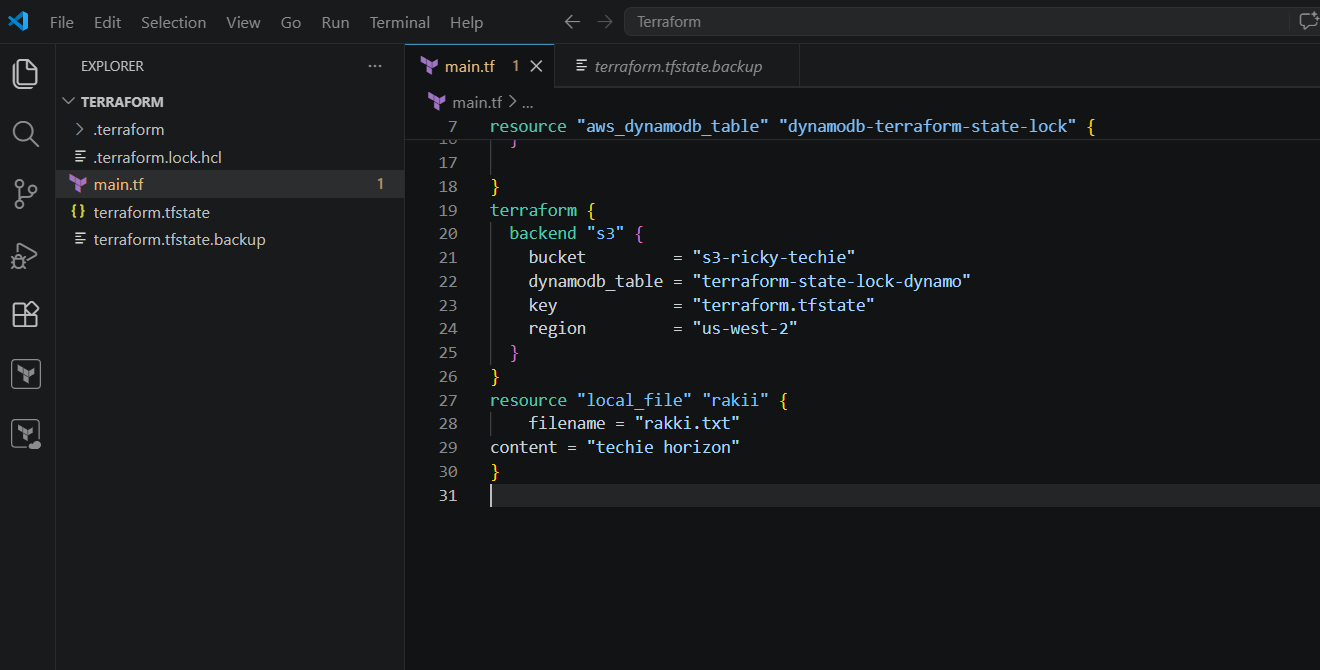 File Edit Selection View Go Run Terminal Help
Terraform
EXPLORER ...
TERRAFORM
.terraform
.terraform.lock.hcl
main.tf 1
{} terraform.tfstate
terraform.tfstate.backup
main.tf 1
terraform.tfstate.backup
main.tf > ...
7 resource "aws_dynamodb_table" "dynamodb-terraform-state-lock" {
16 }
17
18 }
19 terraform {
20 backend "s3" {
21 bucket = "s3-ricky-techie"
22 dynamodb_table = "terraform-state-lock-dynamo"
23 key = "terraform.tfstate"
24 region = "us-west-2"
25 }
26 }
27 resource "local_file" "rakii" {
28 filename = "rakki.txt"
29 content = "techie horizon"
30 }
31